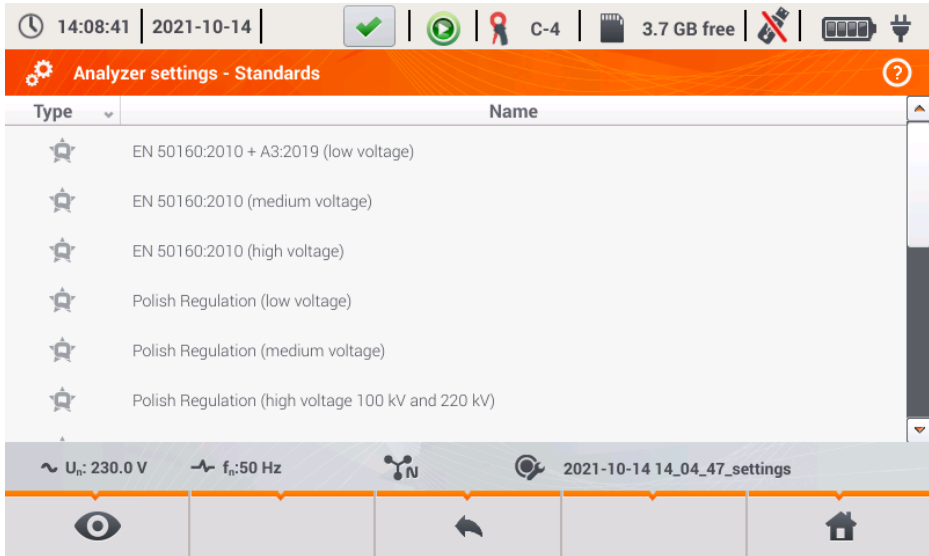 14:08:41 2021-10-14 C-4 3.7 GB free
Analyzer settings - Standards ?
Type Name
EN 50160:2010 + A3:2019 (low voltage)
EN 50160:2010 (medium voltage)
EN 50160:2010 (high voltage)
Polish Regulation (low voltage)
Polish Regulation (medium voltage)
Polish Regulation (high voltage 100 kV and 220 kV)
Un: 230.0 V fn:50 Hz N 2021-10-14 14_04_47_settings